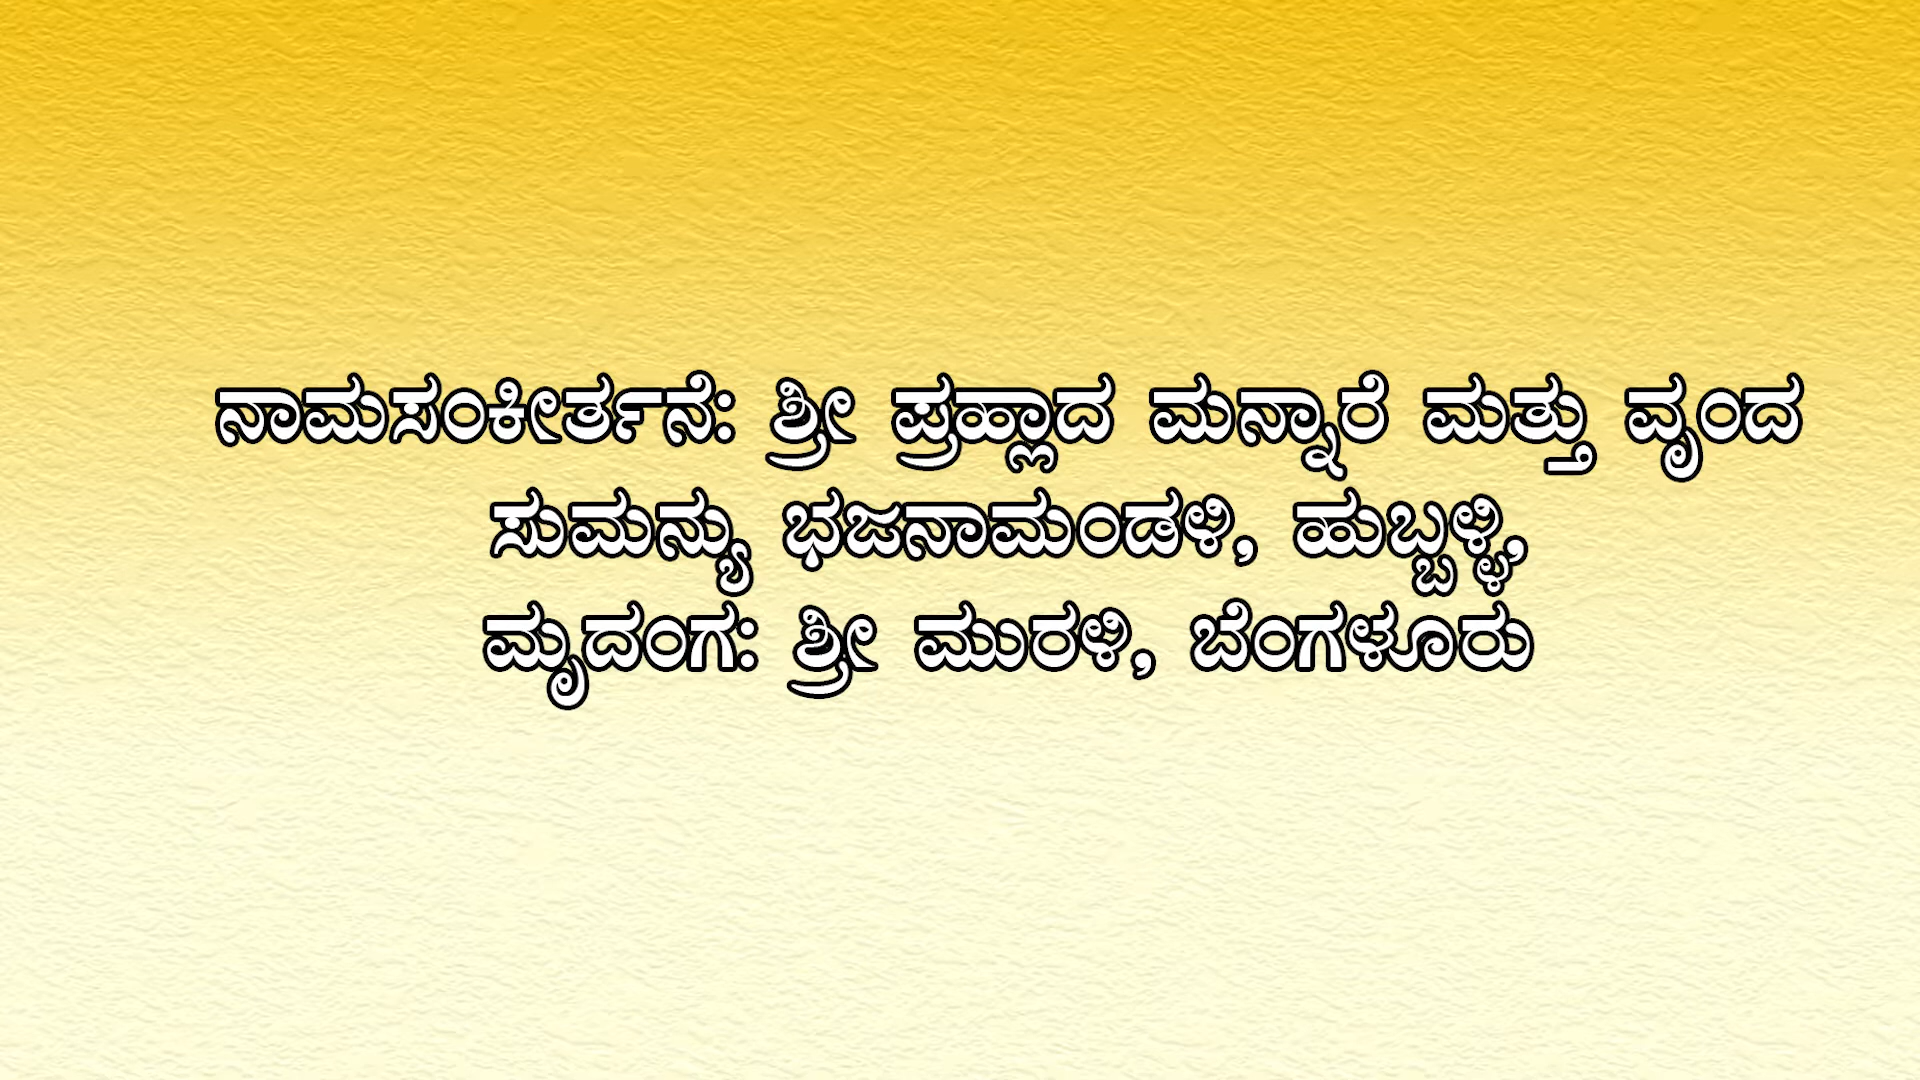 ನಾಮಸಂಕೀರ್ತನೆ: ಶ್ರೀ ಪ್ರಹ್ಲಾದ ಮನ್ನಾರೆ ಮತ್ತು ವೃಂದ
ಸುಮನ್ಯು ಭಜನಾಮಂಡಳಿ, ಹುಬ್ಬಳ್ಳಿ,
ಮೃದಂಗ: ಶ್ರೀ ಮುರಳಿ, ಬೆಂಗಳೂರು